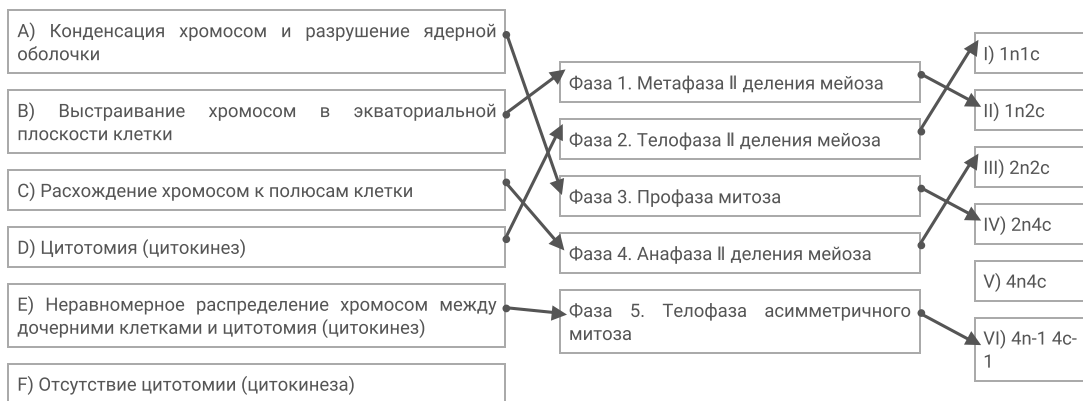 A) Конденсация хромосом и разрушение ядерной
оболочки
B) Выстраивание хромосом в экваториальной
плоскости клетки
C) Расхождение хромосом к полюсам клетки
D) Цитотомия (цитокинез)
E) Неравномерное распределение хромосом между
дочерними клетками и цитотомия (цитокинез)
F) Отсутствие цитотомии (цитокинеза)
Фаза 1. Метафаза II деления мейоза
Фаза 2. Телофаза II деления мейоза
Фаза 3. Профаза митоза
Фаза 4. Анафаза II деления мейоза
Фаза 5. Телофаза асимметричного
митоза
I) 1n1c
II) 1n2c
III) 2n2c
IV) 2n4c
V) 4n4c
VI) 4n-1 4c-
1